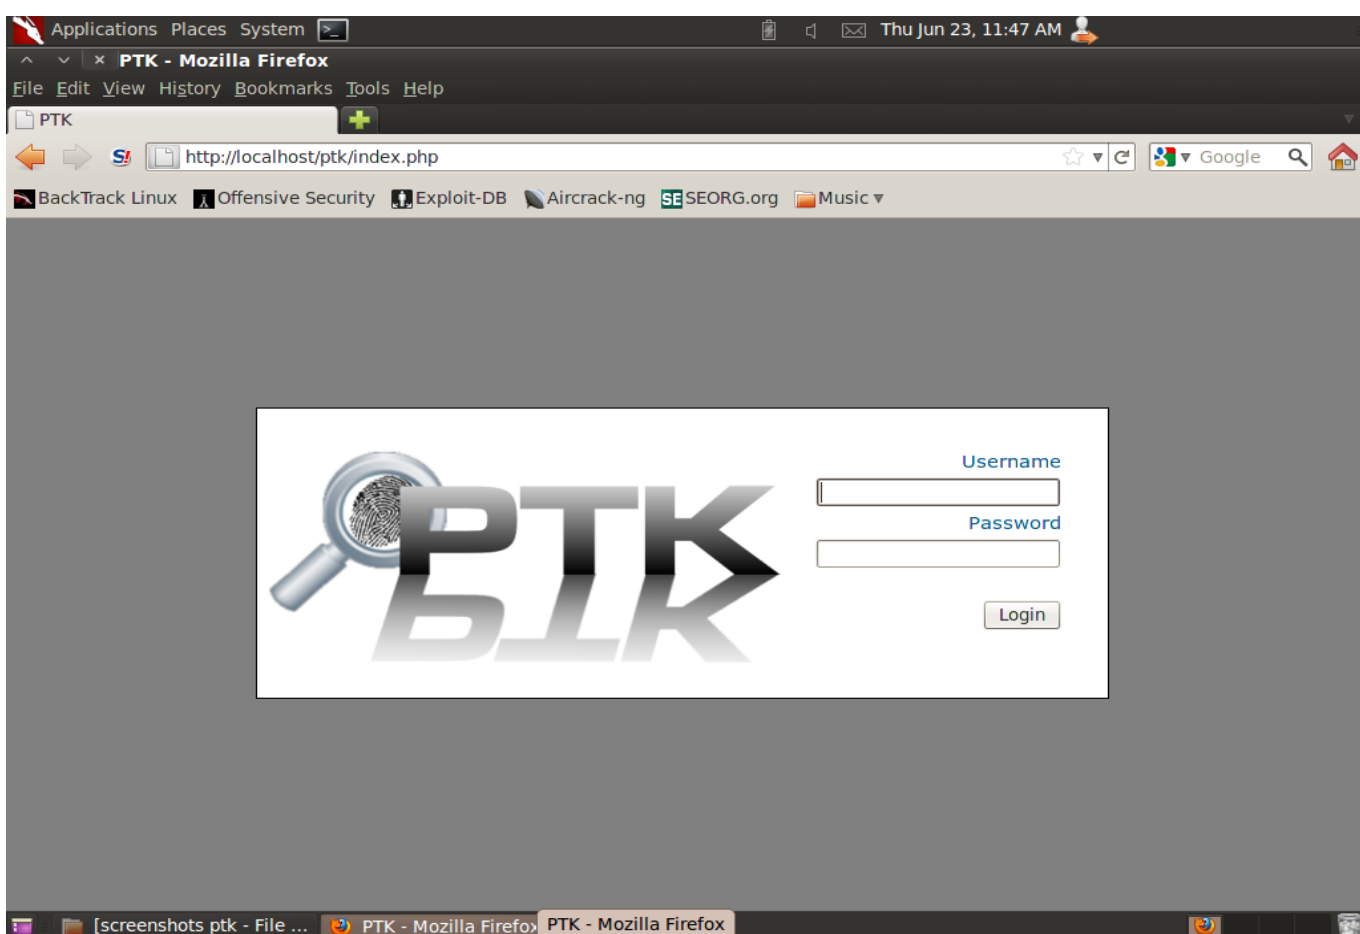 Applications Places System Thu Jun 23, 11:47 AM
PTK - Mozilla Firefox
File Edit View History Bookmarks Tools Help
PTK
http://localhost/ptk/index.php Google
BackTrack Linux Offensive Security Exploit-DB Aircrack-ng SE SEORG.org Music
PTK
Username
Password
Login
[screenshots ptk - File ... PTK - Mozilla Firefox PTK - Mozilla Firefox